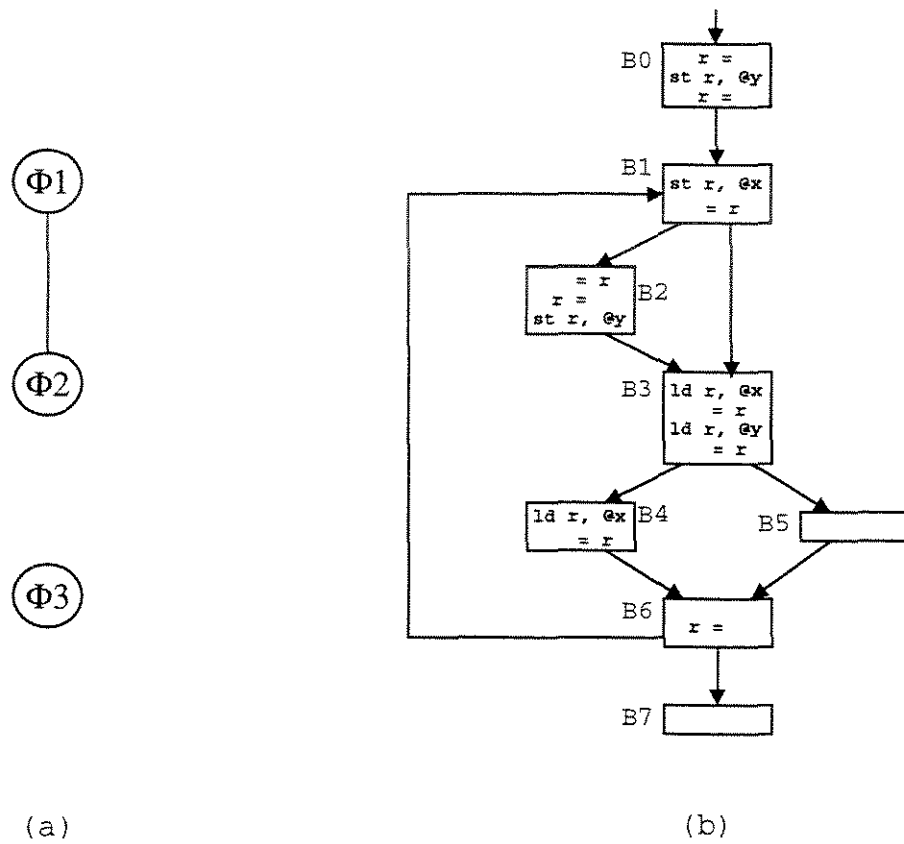 B0
r =
st r, @y
r =
B1
st r, @x
= r
Φ1
= r
B2
r =
st r, @y
Φ2
B3
ld r, @x
= r
ld r, @y
= r
ld r, @x
B4
= r
B5
Φ3
B6
r =
B7
(a)
(b)